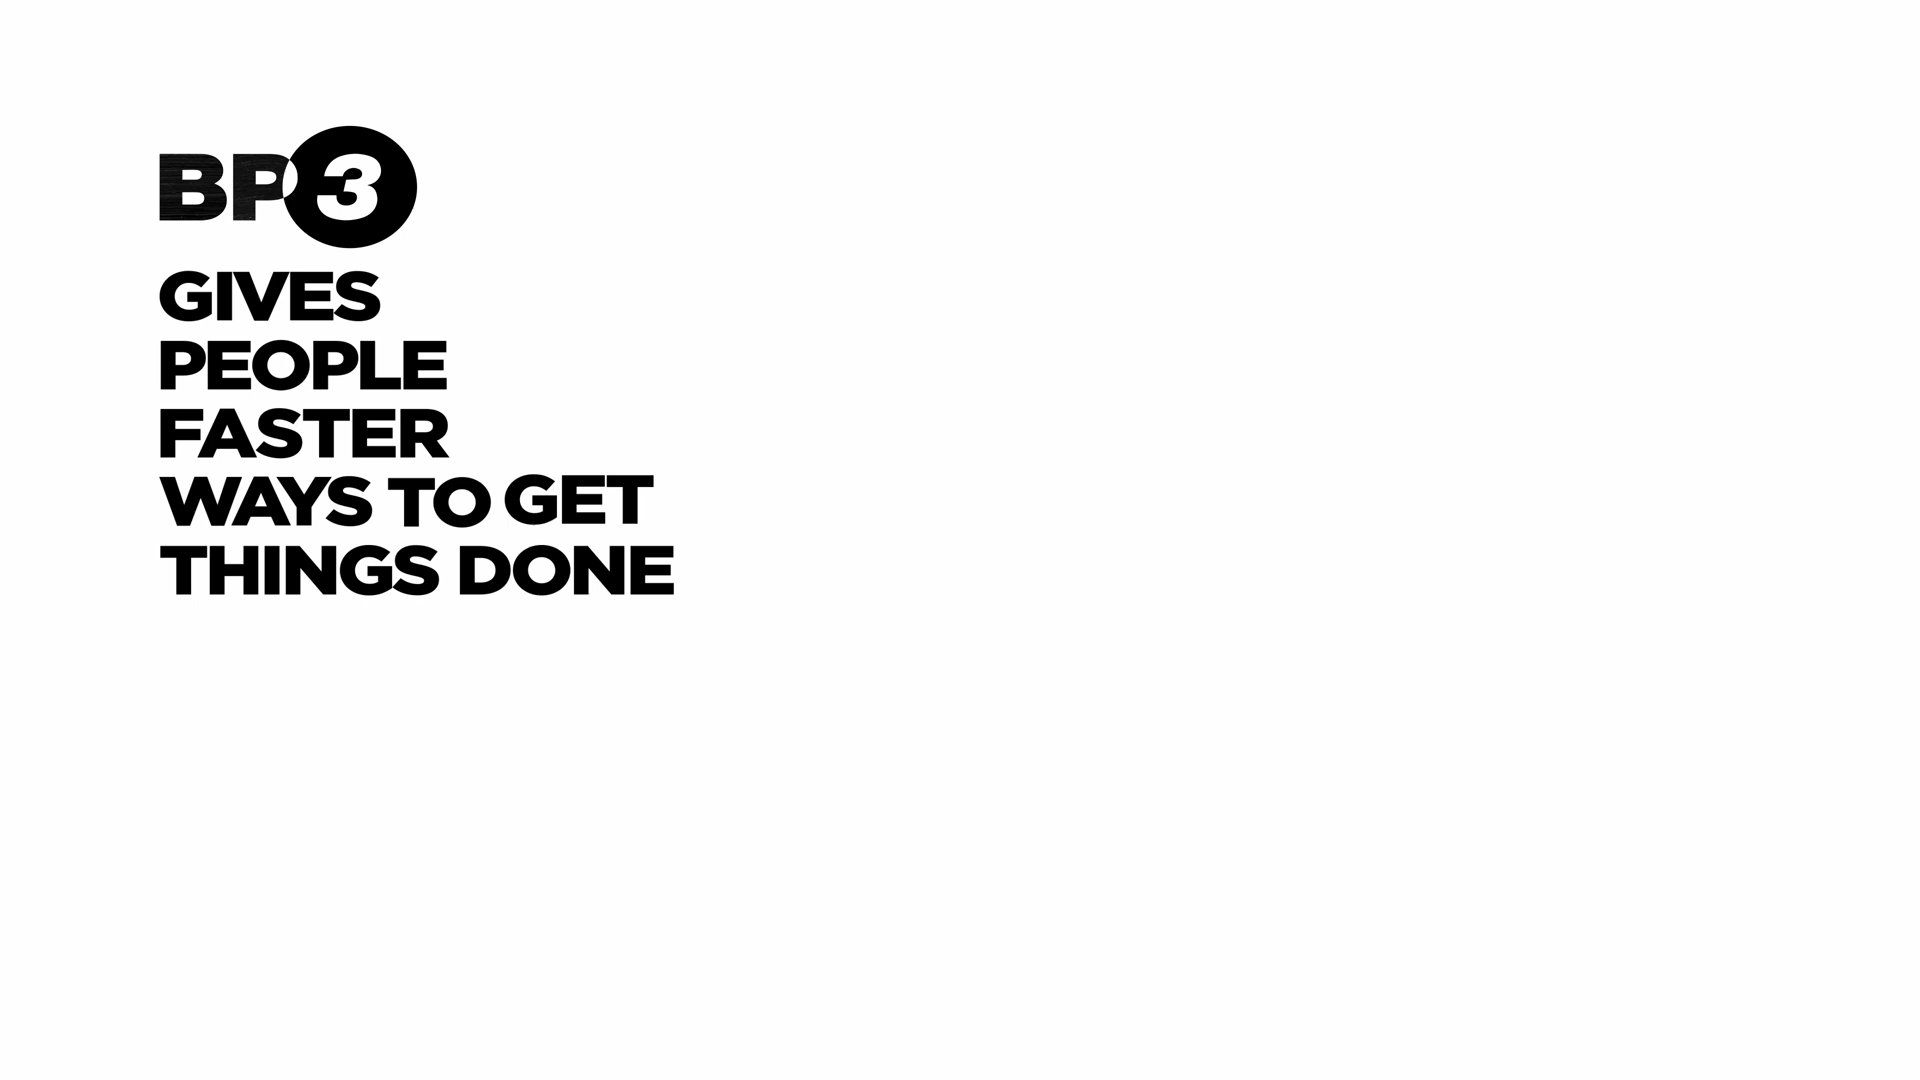 BP3
GIVES
PEOPLE
FASTER
WAYS TO GET
THINGS DONE